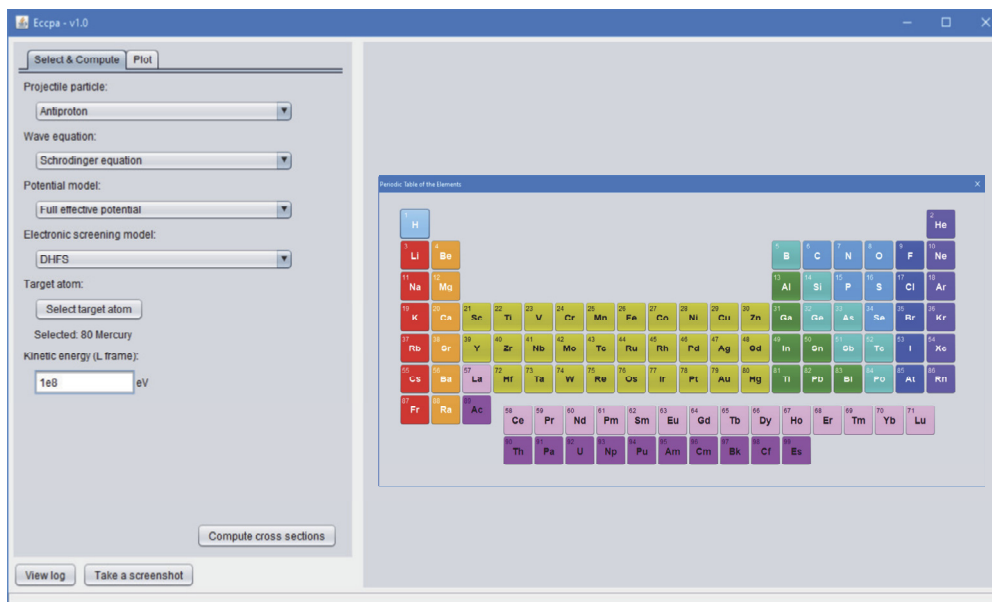 Eccpa - v1.0
Select & Compute Plot
Projectile particle:
Antiproton
Wave equation:
Schrodinger equation
Potential model:
Full effective potential
Electronic screening model:
DHFS
Target atom:
Select target atom
Selected: 80 Mercury
Kinetic energy (L frame):
1e8 eV
Compute cross sections
View log Take a screenshot
Periodic Table of the Elements
1 2
H He
3 4 5 6 7 8 9 10
Li Be B C N O F Ne
11 12 13 14 15 16 17 18
Na Mg Al Si P S Cl Ar
19 20 21 22 23 24 25 26 27 28 29 30 31 32 33 34 35 36
K Ca Sc Ti V Cr Mn Fe Co Ni Cu Zn Ga Ge As Se Br Kr
37 38 39 40 41 42 43 44 45 46 47 48 49 50 51 52 53 54
Rb Sr Y Zr Nb Mo Tc Ru Rh Pd Ag Cd In Sn Sb Te I Xe
55 56 57 72 73 74 75 76 77 78 79 80 81 82 83 84 85 86
Cs Ba La Hf Ta W Re Os Ir Pt Au Hg Tl Pb Bi Po At Rn
87 88 89
Fr Ra Ac
58 59 60 61 62 63 64 65 66 67 68 69 70 71
Ce Pr Nd Pm Sm Eu Gd Tb Dy Ho Er Tm Yb Lu
90 91 92 93 94 95 96 97 98 99
Th Pa U Np Pu Am Cm Bk Cf Es